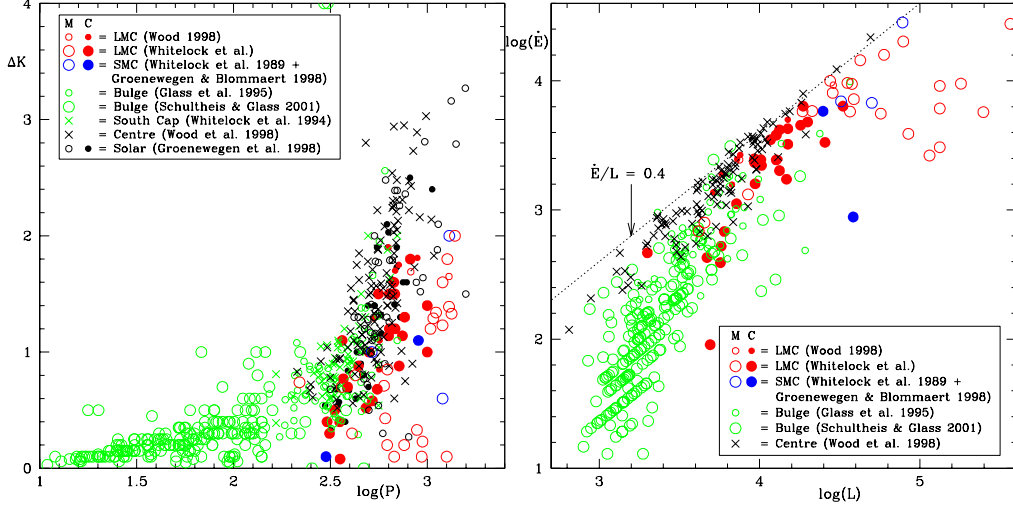 4
3
2
1
0
ΔK
M C
= LMC (Wood 1998)
= LMC (Whitelock et al.)
= SMC (Whitelock et al. 1989 +
Groenewegen & Blommaert 1998)
= Bulge (Glass et al. 1995)
= Bulge (Schultheis & Glass 2001)
= South Cap (Whitelock et al. 1994)
= Centre (Wood et al. 1998)
= Solar (Groenewegen et al. 1998)
1 1.5 2 2.5 3
log(P)
log(Ė)
4
3
2
1
Ė/L = 0.4
M C
= LMC (Wood 1998)
= LMC (Whitelock et al.)
= SMC (Whitelock et al. 1989 +
Groenewegen & Blommaert 1998)
= Bulge (Glass et al. 1995)
= Bulge (Schultheis & Glass 2001)
= Centre (Wood et al. 1998)
3 4 5
log(L)